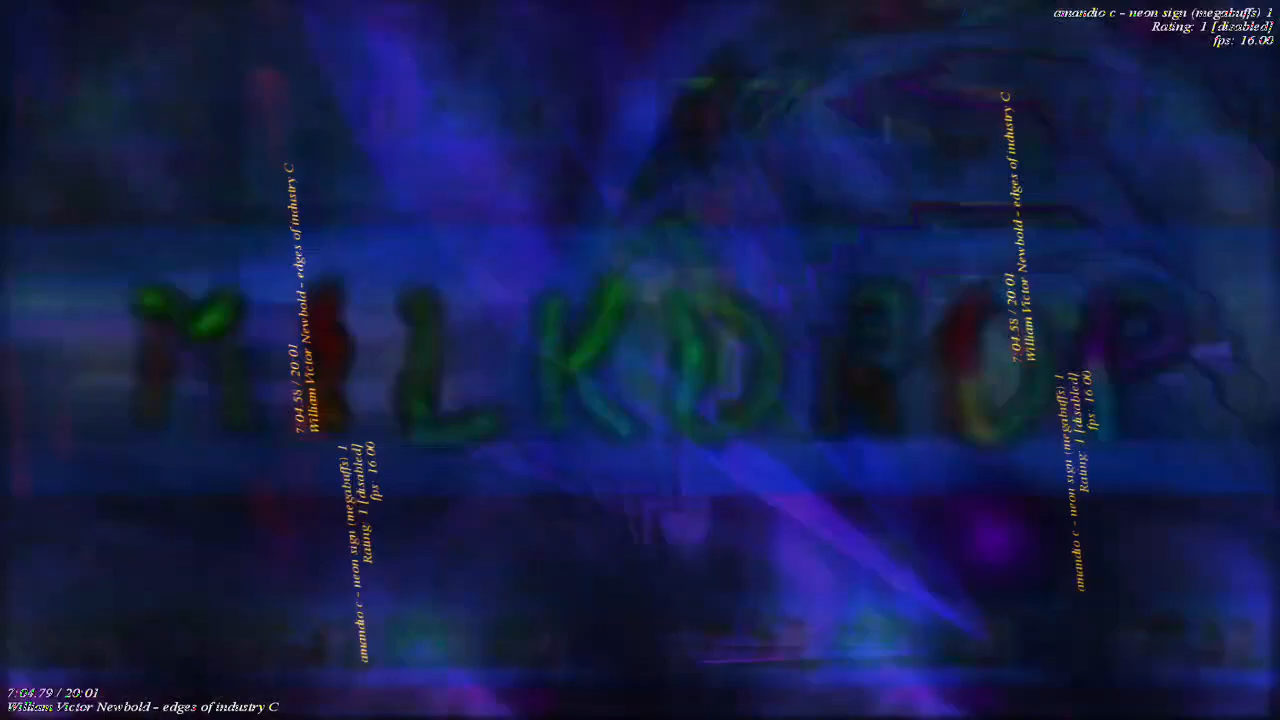 amandio c - neon sign (megabuffs) 1
Rating: 1 [disabled]
fps: 16.00
7:04.58 / 20:01
William Victor Newbold - edges of industry C
7:04.58 / 20:01
William Victor Newbold - edges of industry C
MILKDROP
amandio c - neon sign (megabuffs) 1
Rating: 1 [disabled]
fps: 16.00
amandio c - neon sign (megabuffs) 1
Rating: 1 [disabled]
fps: 16.00
7:04.79 / 20:01
William Victor Newbold - edges of industry C